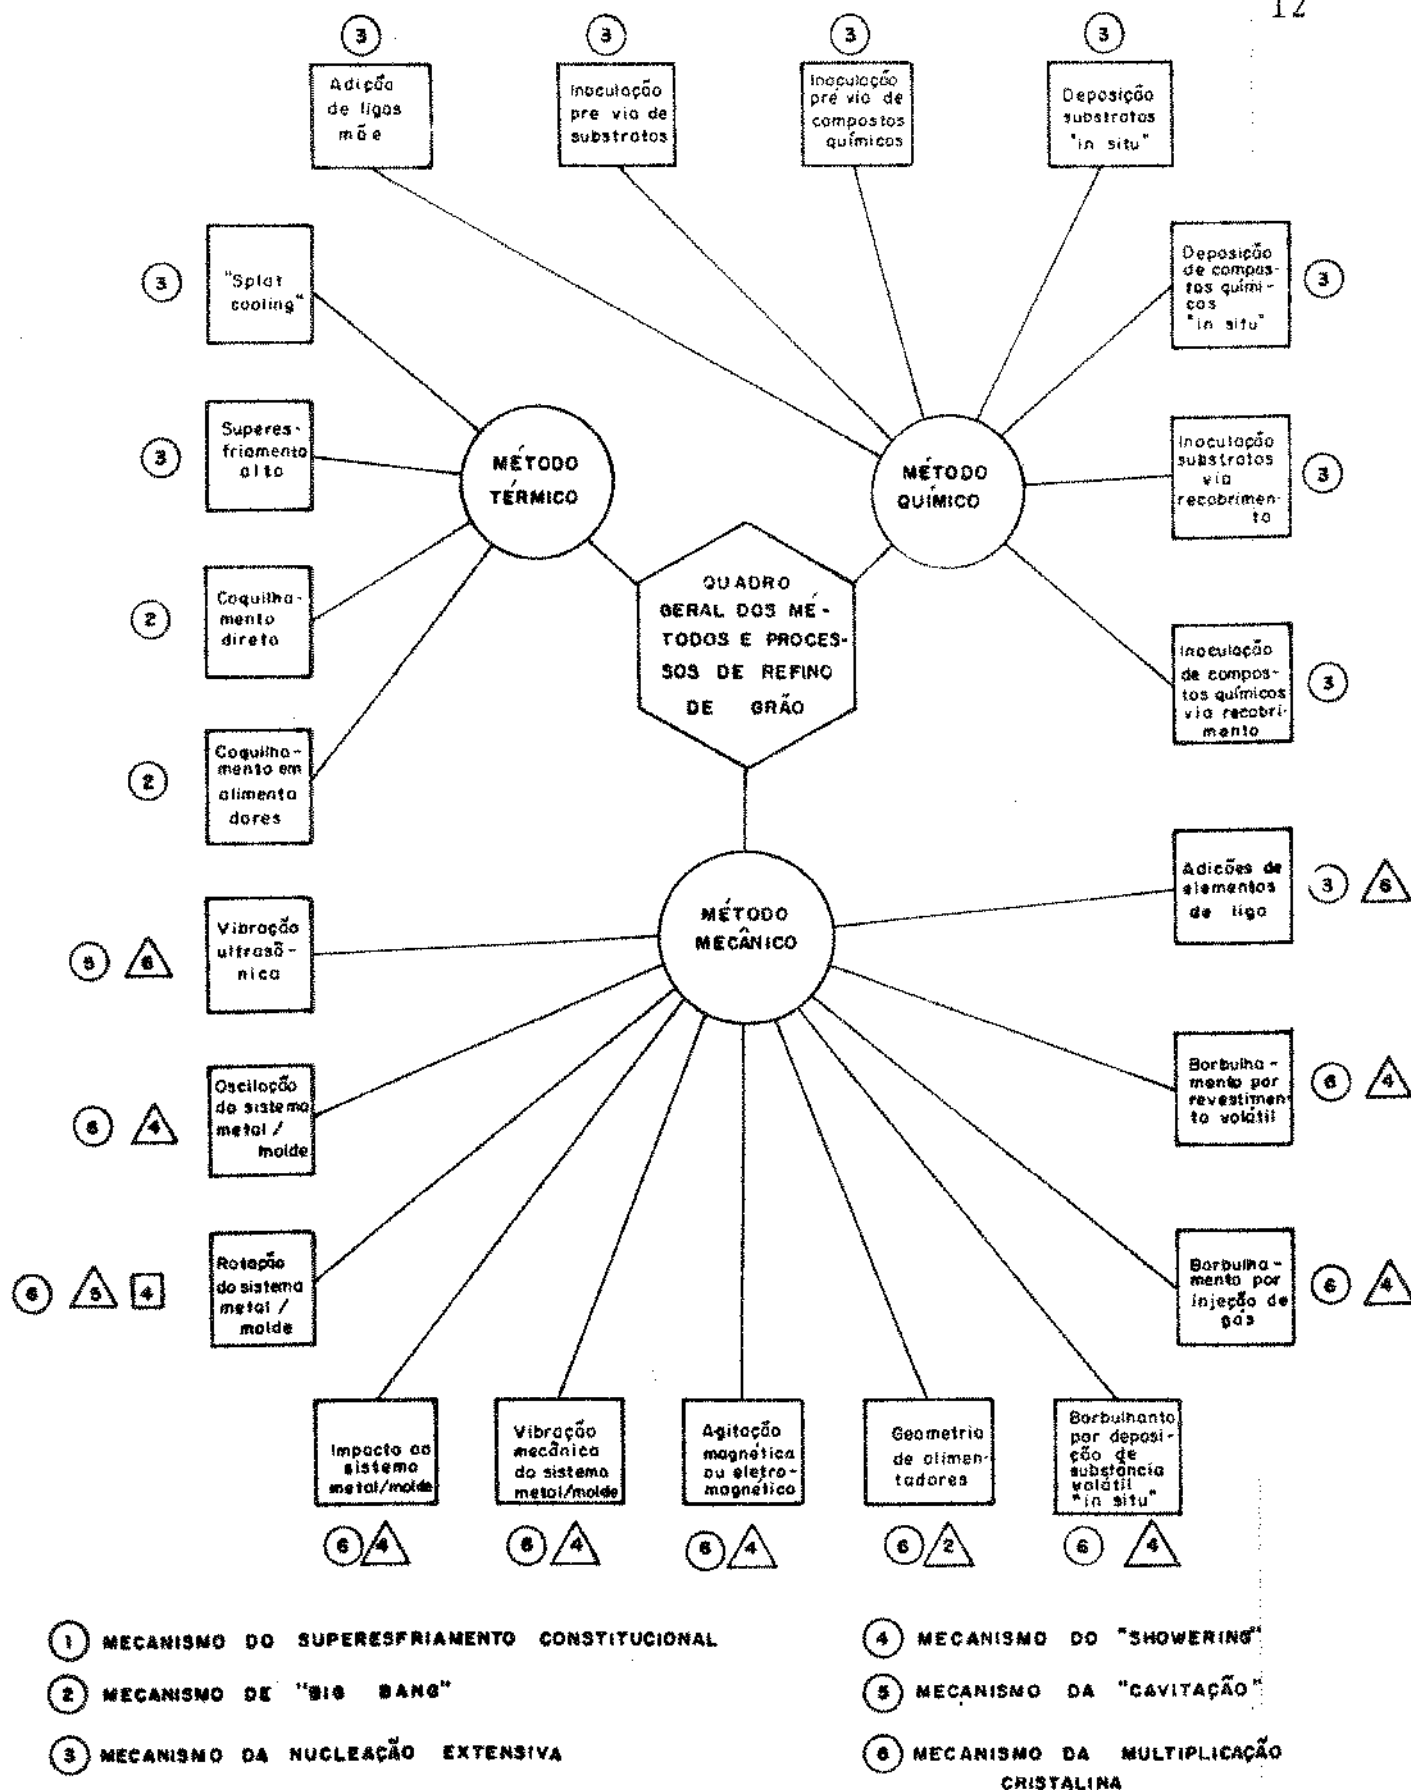 12
3
3
3
3
Adição
de ligas
mãe
Inoculação
pre via de
substratos
Inoculação
pré via de
compostos
químicos
Deposição
substratos
"in situ"
3
"Splat
cooling"
Deposição
de compos-
tos quími-
cos
"in situ"
3
3
Superes-
friamento
alto
MÉTODO
TÉRMICO
MÉTODO
QUÍMICO
Inoculação
substratos
via
recobrimen-
to
3
2
Coquilha-
mento
direto
QUADRO
GERAL DOS MÉ-
TODOS E PROCES-
SOS DE REFINO
DE GRÃO
Inoculação
de compos-
tos químicos
via recobri-
mento
3
2
Coquilha-
mento em
alimenta
dores
MÉTODO
MECÂNICO
Adições de
elementos
de liga
3 6
5 6
Vibração
ultrasô-
nica
Borbulha-
mento por
revestimen
to volátil
6 4
6 4
Oscilação
do sistema
metal /
molde
6 5 4
Rotação
do sistema
metal /
molde
Borbulha-
mento por
injeção de
gás
6 4
Impacto ao
sistema
metal/molde
Vibração
mecânica
do sistema
metal/molde
Agitação
magnética
ou eletro-
magnética
Geometria
de alimen-
tadores
Borbulhanto
por deposi-
ção de
substância
volátil
"in situ"
6 4
6 4
6 4
6 2
6 4
1 MECANISMO DO SUPERESFRIAMENTO CONSTITUCIONAL
2 MECANISMO DE "BIG BANG"
3 MECANISMO DA NUCLEAÇÃO EXTENSIVA
4 MECANISMO DO "SHOWERING"
5 MECANISMO DA "CAVITAÇÃO"
6 MECANISMO DA MULTIPLICAÇÃO
CRISTALINA